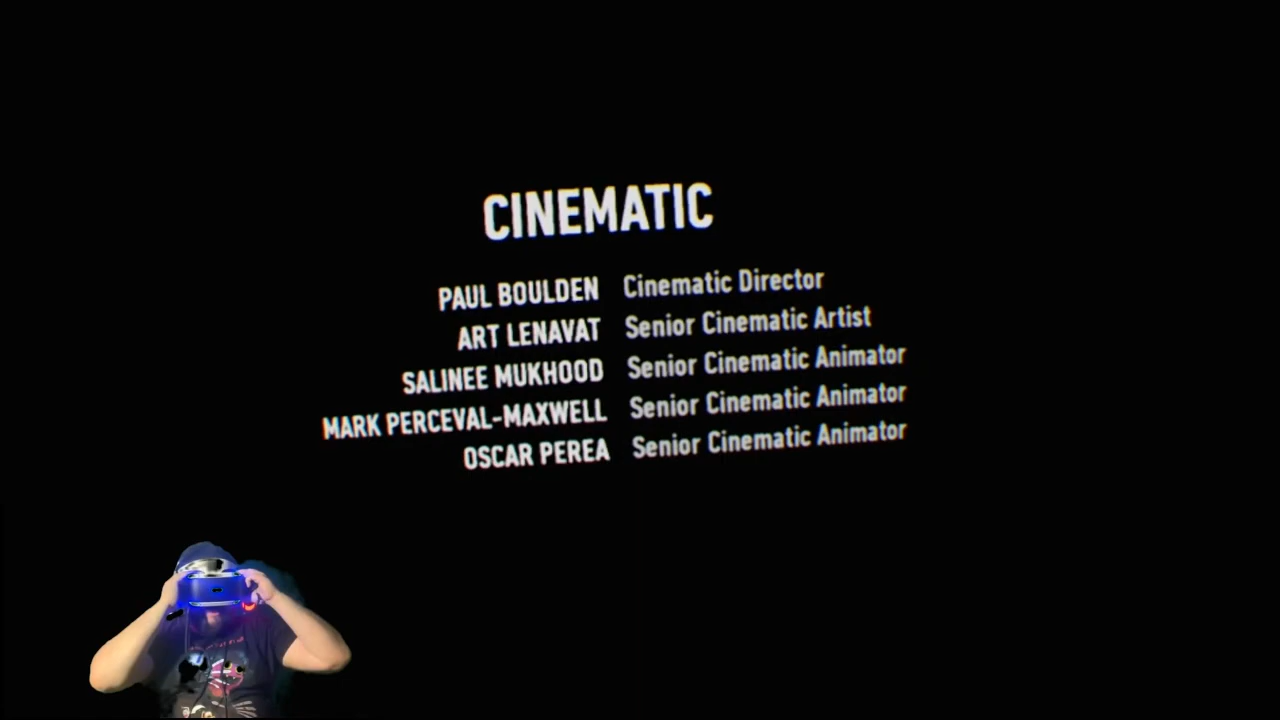 CINEMATIC
PAUL BOULDEN Cinematic Director
ART LENAVAT Senior Cinematic Artist
SALINEE MUKHOOD Senior Cinematic Animator
MARK PERCEVAL-MAXWELL Senior Cinematic Animator
OSCAR PEREA Senior Cinematic Animator